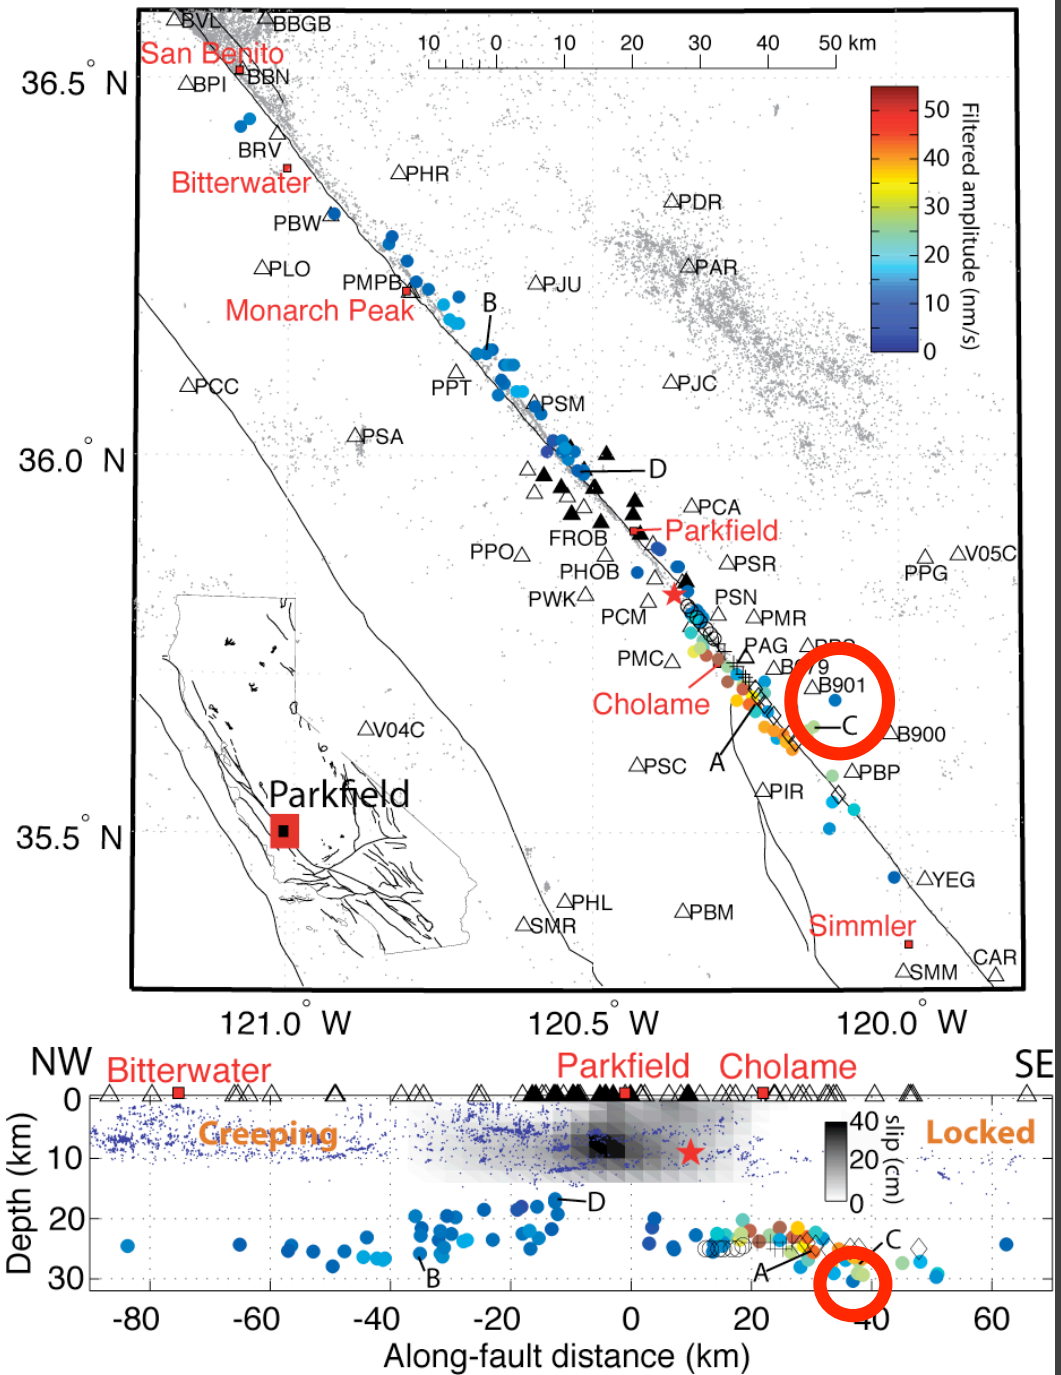 BVL
BBGB
San Benito
BBN
BPI
BRV
Bitterwater
PBW
PLO
PMPB
Monarch Peak
PHR
PDR
PAR
PJU
B
PPT
PJC
PSM
PCC
PSA
D
PCA
Parkfield
FROB
PPO
PHOB
PSR
PPG
V05C
PWK
PCM
PSN
PMR
PAG
PMC
B901
Cholame
C
B900
V04C
A
PSC
PBP
PIR
Parkfield
YEG
PHL
SMR
PBM
Simmler
SMM
CAR
10 0 10 20 30 40 50 km
50
40
30
20
10
0
Filtered amplitude (nm/s)
36.5° N
36.0° N
35.5° N
121.0° W 120.5° W 120.0° W
NW
SE
Bitterwater
Parkfield
Cholame
Creeping
Locked
40
20
0
slip (cm)
D
B
A
C
0
10
20
30
Depth (km)
-80 -60 -40 -20 0 20 40 60
Along-fault distance (km)